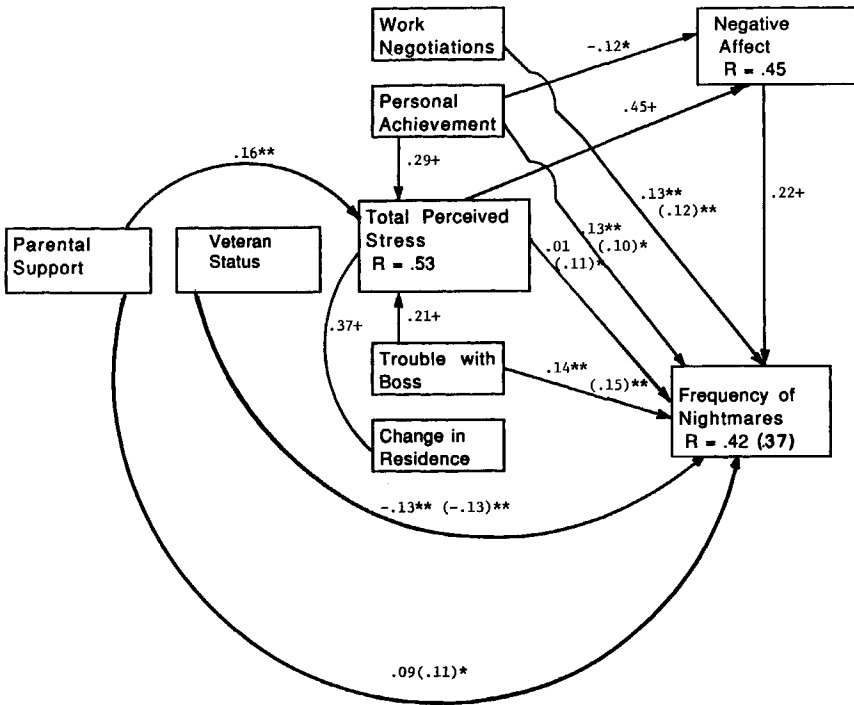 Work
Negotiations
Negative
Affect
R = .45
-.12*
Personal
Achievement
.45+
.29+
.16**
.13**
(.12)**
.22+
Parental
Support
Veteran
Status
Total Perceived
Stress
R = .53
.01
(.11)*
.13**
(.10)*
.37+
.21+
Trouble with
Boss
.14**
(.15)**
Frequency of
Nightmares
R = .42 (.37)
Change in
Residence
-.13** (-.13)**
.09(.11)*